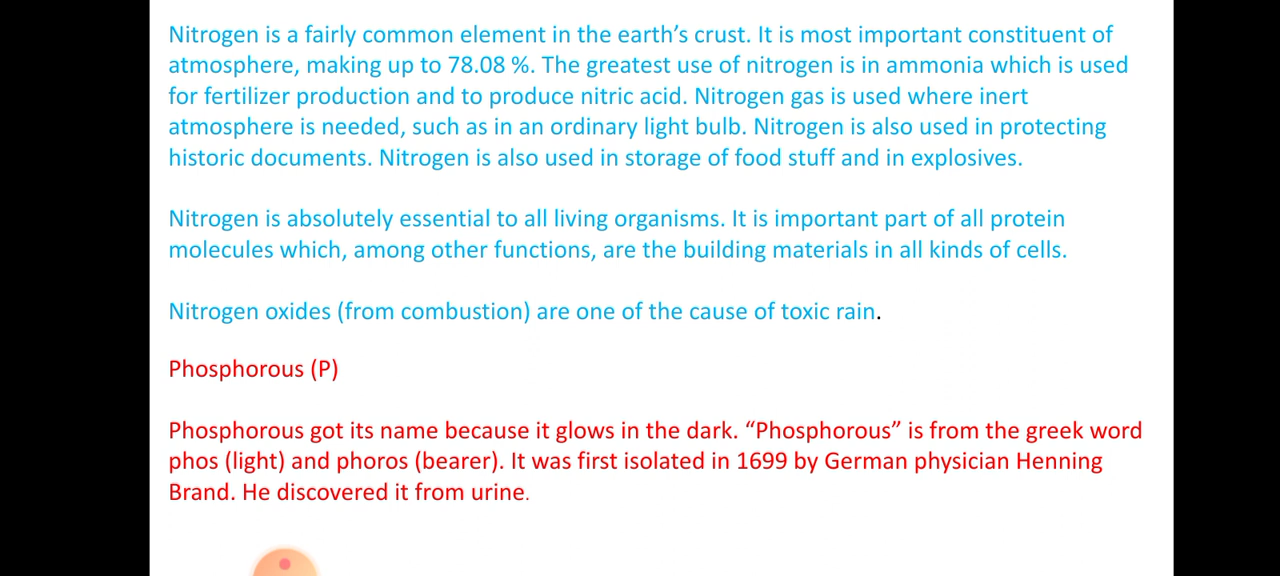 Nitrogen is a fairly common element in the earth’s crust. It is most important constituent of
atmosphere, making up to 78.08 %. The greatest use of nitrogen is in ammonia which is used
for fertilizer production and to produce nitric acid. Nitrogen gas is used where inert
atmosphere is needed, such as in an ordinary light bulb. Nitrogen is also used in protecting
historic documents. Nitrogen is also used in storage of food stuff and in explosives.
Nitrogen is absolutely essential to all living organisms. It is important part of all protein
molecules which, among other functions, are the building materials in all kinds of cells.
Nitrogen oxides (from combustion) are one of the cause of toxic rain.
Phosphorous (P)
Phosphorous got its name because it glows in the dark. “Phosphorous” is from the greek word
phos (light) and phoros (bearer). It was first isolated in 1699 by German physician Henning
Brand. He discovered it from urine.